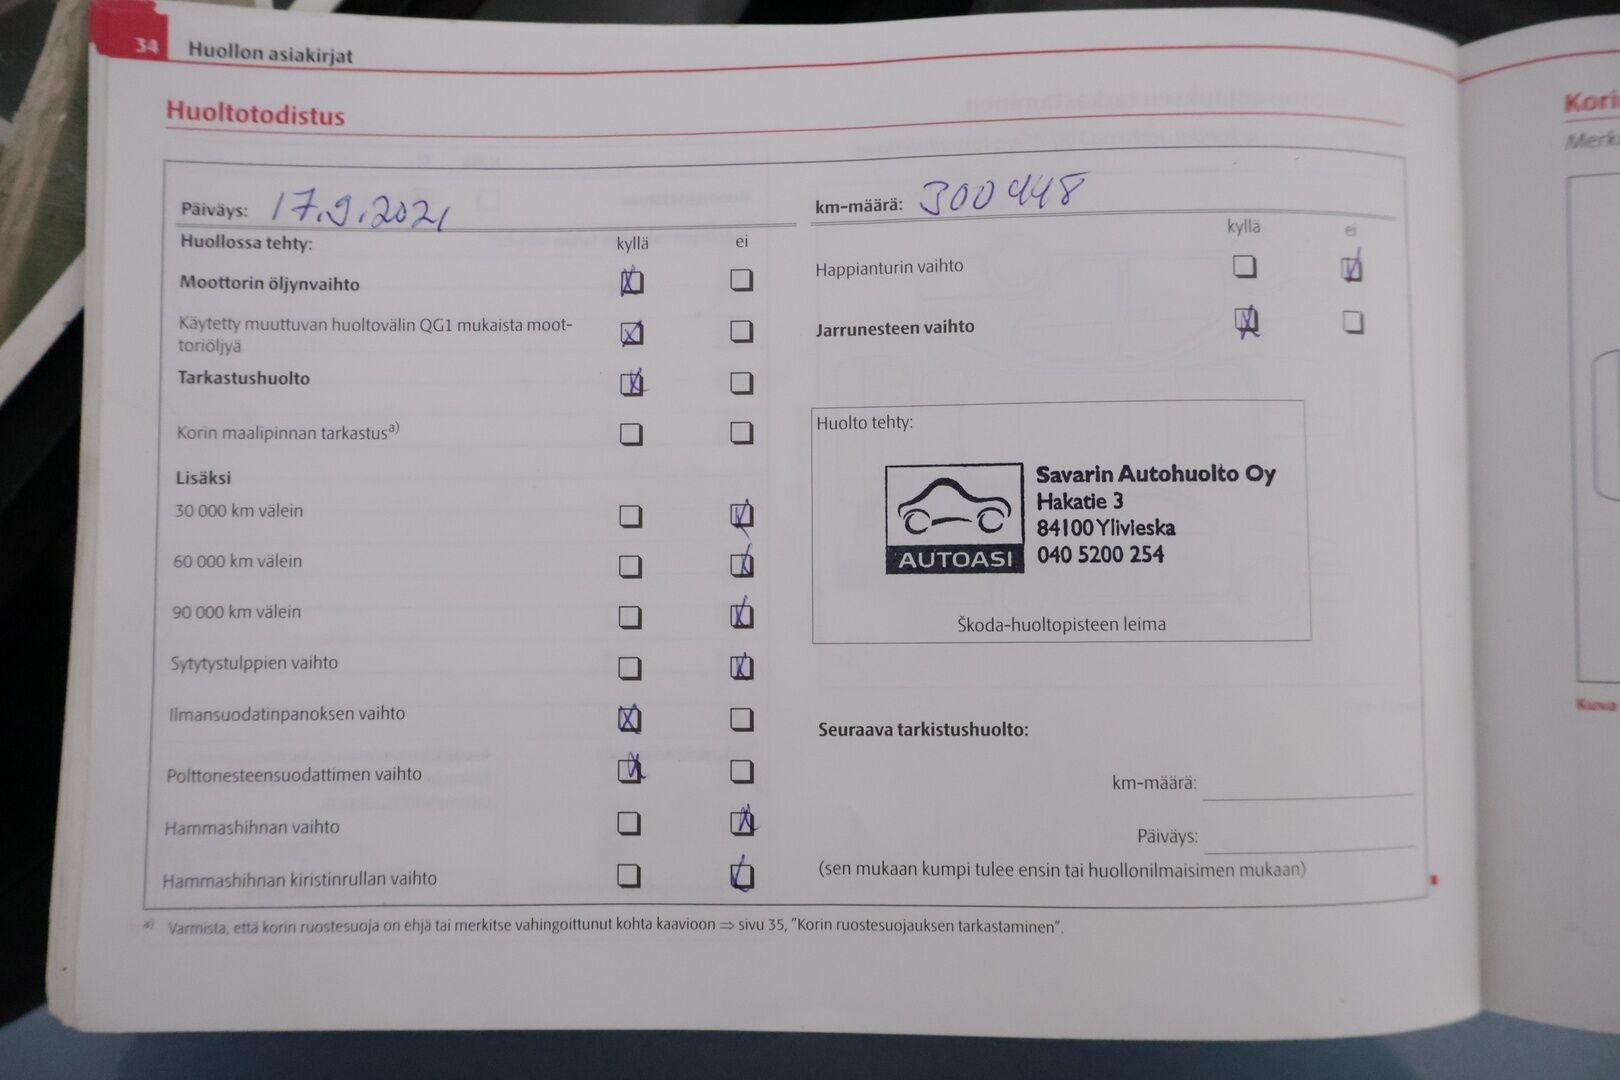 34 Huollon asiakirjat
Huoltotodistus
Päiväys: 17.9.2021
Huollossa tehty: kyllä ei
Moottorin öljynvaihto
Käytetty muuttuvan huoltovälin QG1 mukaista moot-
toriöljyä
Tarkastushuolto
Korin maalipinnan tarkastus a)
Lisäksi
30 000 km välein
60 000 km välein
90 000 km välein
Sytytystulppien vaihto
Ilmansuodatinpanoksen vaihto
Polttonesteensuodattimen vaihto
Hammashihnan vaihto
Hammashihnan kiristinrullan vaihto
km-määrä: 300 448
kyllä ei
Happianturin vaihto
Jarrunesteen vaihto
Huolto tehty:
AUTOASI
Savarin Autohuolto Oy
Hakatie 3
84100 Ylivieska
040 5200 254
Škoda-huoltopisteen leima
Seuraava tarkistushuolto:
km-määrä:
Päiväys:
(sen mukaan kumpi tulee ensin tai huollonilmaisimen mukaan)
a) Varmista, että korin ruostesuoja on ehjä tai merkitse vahingoittunut kohta kaavioon ⇒ sivu 35, "Korin ruostesuojauksen tarkastaminen".
Kuva